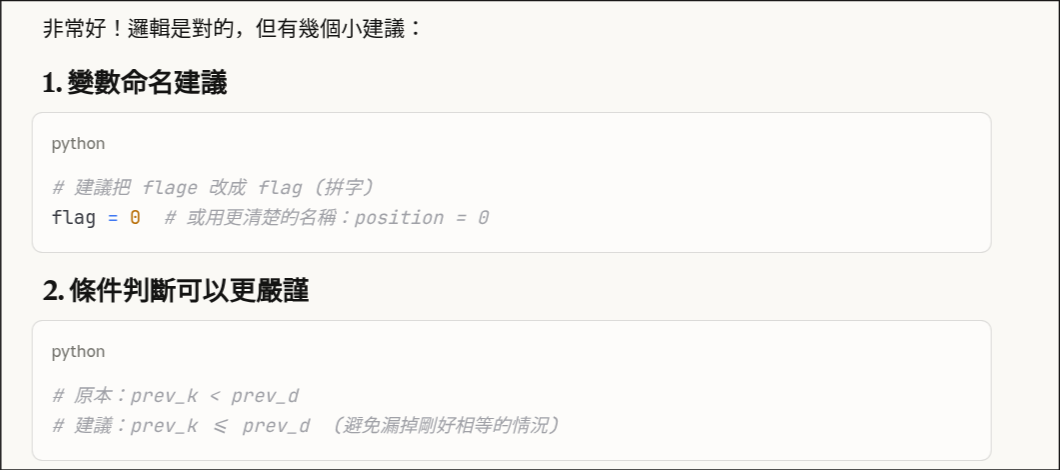 非常好！邏輯是對的，但有幾個小建議：
1. 變數命名建議
python
# 建議把 flage 改成 flag (拼字)
flag = 0  # 或用更清楚的名稱：position = 0
2. 條件判斷可以更嚴謹
python
# 原本：prev_k < prev_d
# 建議：prev_k ≤ prev_d  (避免漏掉剛好相等的情況)